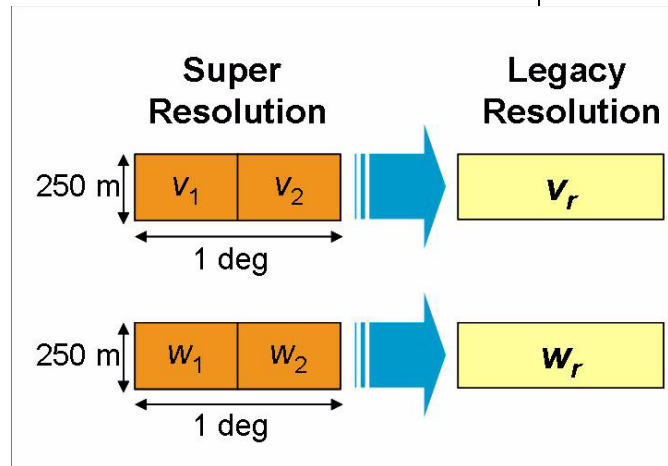 Super
Resolution
Legacy
Resolution
250 m
v₁
v₂
vᵣ
1 deg
250 m
w₁
w₂
wᵣ
1 deg